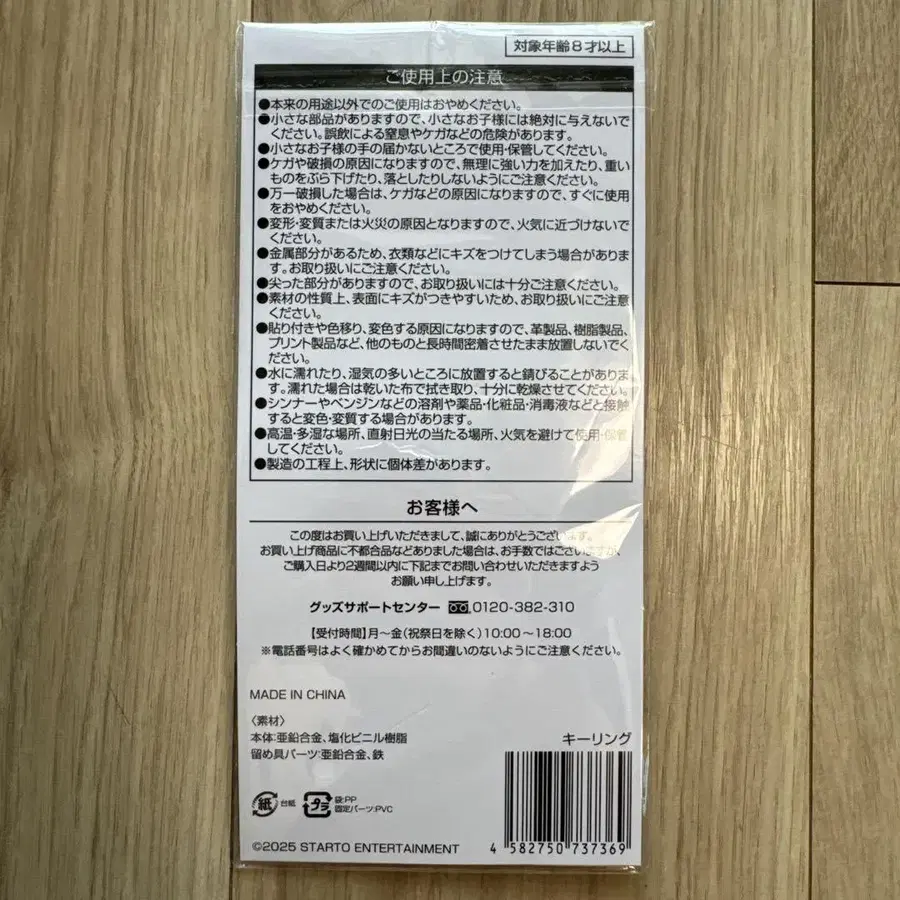 対象年齢8才以上
ご使用上の注意
●本来の用途以外でのご使用はおやめください。
●小さな部品がありますので、小さなお子様には絶対に与えないで
ください。誤飲による窒息やケガなどの危険があります。
●小さなお子様の手の届かないところで使用・保管してください。
●ケガや破損の原因になりますので、無理に強い力を加えたり、重い
ものをぶら下げたり、落としたりしないようにご注意ください。
●万一破損した場合は、ケガなどの原因になりますので、すぐに使用
をおやめください。
●変形・変質または火災の原因となりますので、火気に近づけないで
ください。
●金属部分があるため、衣類などにキズをつけてしまう場合がありま
す。お取り扱いにご注意ください。
●尖った部分がありますので、お取り扱いには十分ご注意ください。
●素材の性質上、表面にキズがつきやすいため、お取り扱いにご注意
ください。
●貼り付きや色移り、変色する原因になりますので、革製品、樹脂製品、
プリント製品など、他のものと長時間密着させたまま放置しないでく
ださい。
●水に濡れたり、湿気の多いところに放置すると錆びることがありま
す。濡れた場合は乾いた布で拭き取り、十分に乾燥させてください。
●シンナーやベンジンなどの溶剤や薬品・化粧品・消毒液などと接触
すると変色・変質する場合があります。
●高温・多湿な場所、直射日光の当たる場所、火気を避けて使用・保管
してください。
●製造の工程上、形状に個体差があります。
お客様へ
この度はお買い上げいただきまして、誠にありがとうございます。
お買い上げ商品に不都合品などありました場合は、お手数ではございますが、
ご購入日より2週間以内に下記までお問い合わせいただきますよう
お願い申し上げます。
グッズサポートセンター 0120-382-310
【受付時間】月〜金(祝祭日を除く)10:00〜18:00
※電話番号はよく確かめてからお間違いのないようにご注意ください。
MADE IN CHINA
〈素材〉
本体:亜鉛合金、塩化ビニル樹脂
留め具パーツ:亜鉛合金、鉄
キーリング
紙 台紙
プラ 袋:PP
固定パーツ:PVC
©2025 STARTO ENTERTAINMENT
4 582750 737369